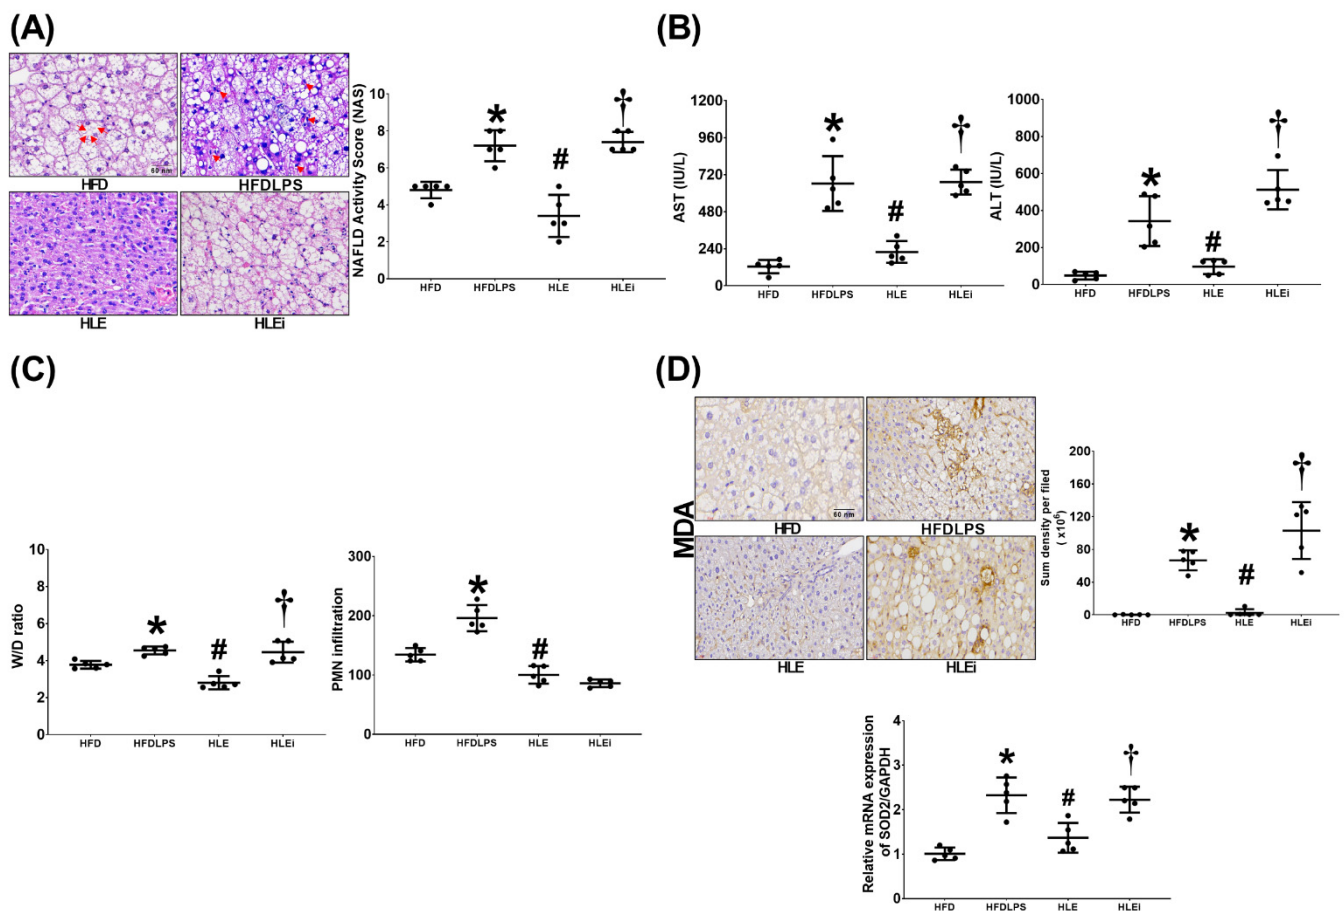 (A)
HFD
60 nm
HFDLPS
HLE
HLEi
NAFLD Activity Score (NAS)
10
8
6
4
2
0
*
#
†
HFD
HFDLPS
HLE
HLEi
(B)
AST (IU/L)
1200
960
720
480
240
0
*
#
†
HFD
HFDLPS
HLE
HLEi
ALT (IU/L)
1000
800
600
400
200
0
*
#
†
HFD
HFDLPS
HLE
HLEi
(C)
W/D ratio
10
8
6
4
2
0
*
#
†
HFD
HFDLPS
HLE
HLEi
PMN infiltration
300
200
100
0
*
#
HFD
HFDLPS
HLE
HLEi
(D)
MDA
HFD
60 nm
HFDLPS
HLE
HLEi
Sum density per filed
( x10⁶)
200
160
120
80
40
0
*
#
†
HFD
HFDLPS
HLE
HLEi
Relative mRNA expression
of SOD2/GAPDH
4
3
2
1
0
*
#
†
HFD
HFDLPS
HLE
HLEi